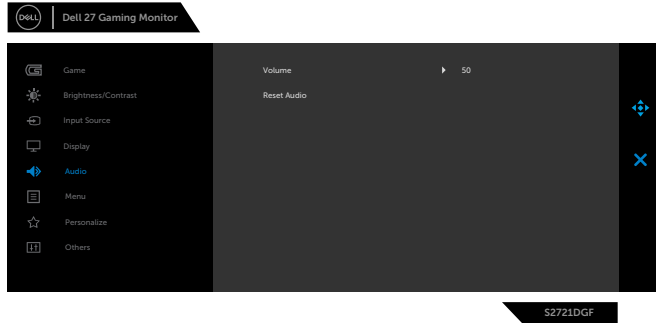 DELL
Dell 27 Gaming Monitor
Game
Volume
50
Brightness/Contrast
Reset Audio
Input Source
Display
Audio
Menu
Personalize
Others
S2721DGF